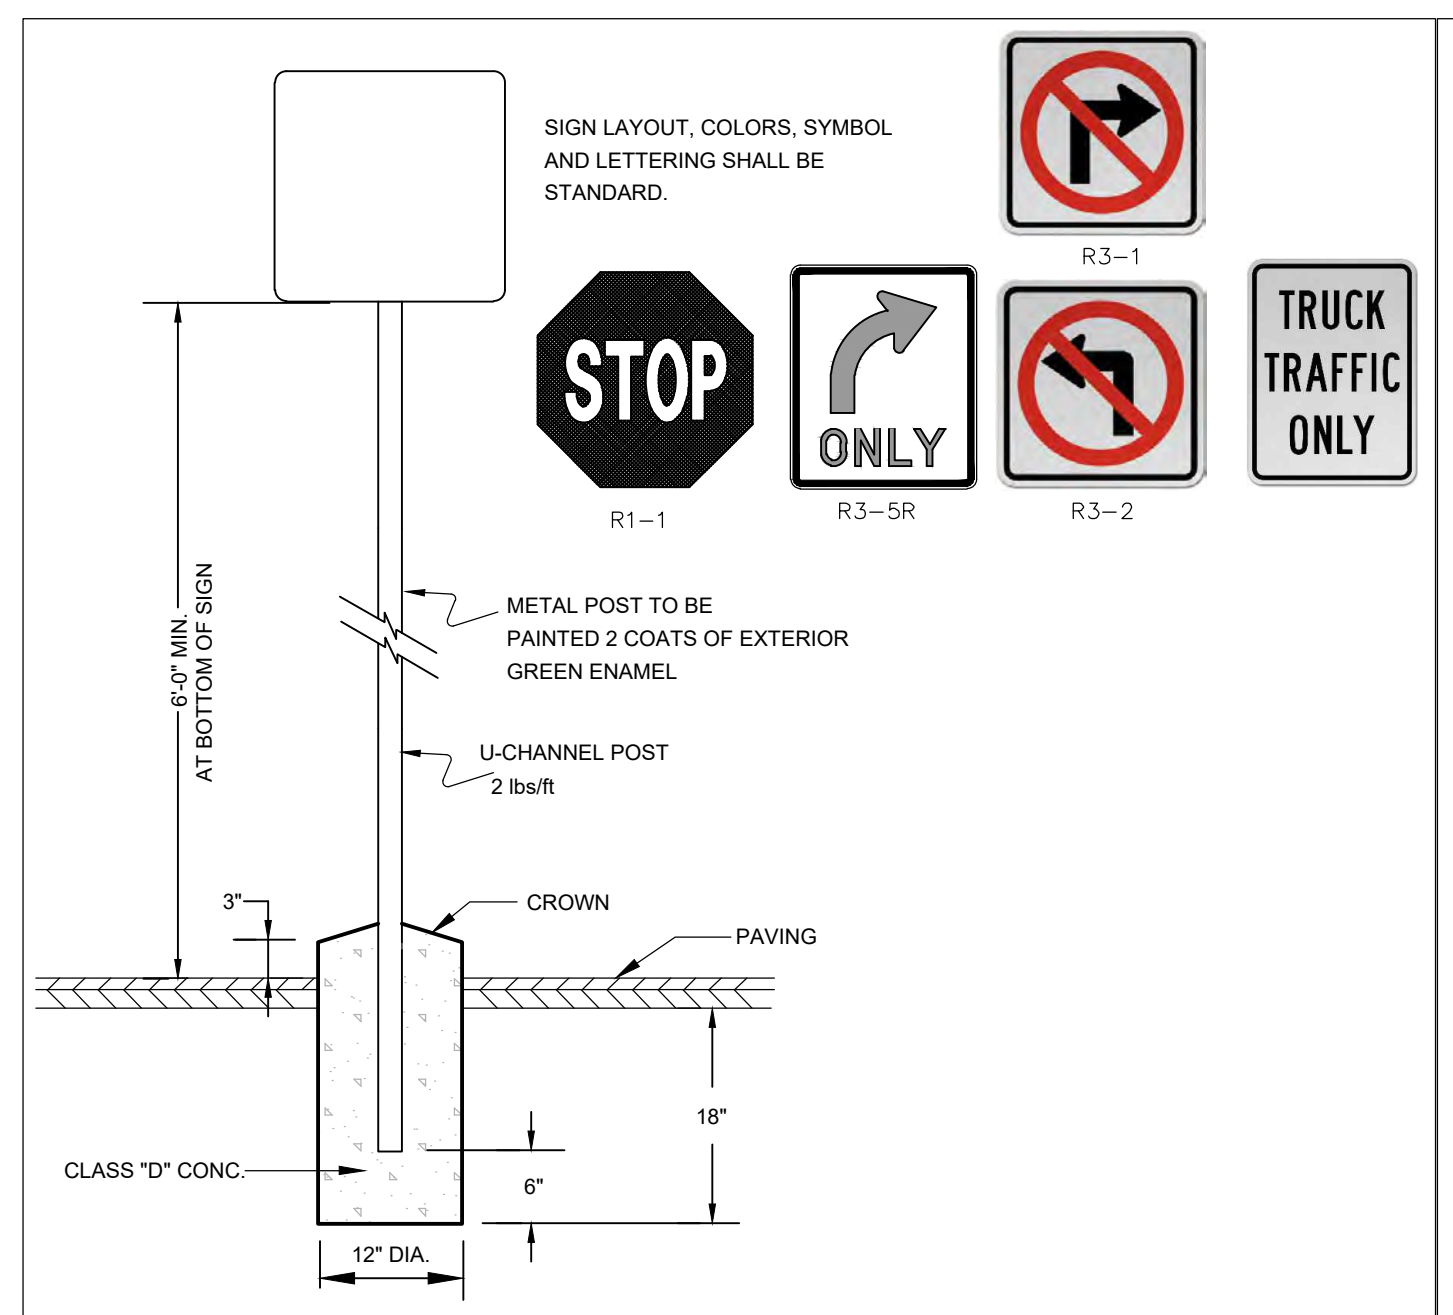 SIGN LAYOUT, COLORS, SYMBOL
AND LETTERING SHALL BE
STANDARD.
R3-1
STOP
R1-1
ONLY
R3-5R
R3-2
TRUCK
TRAFFIC
ONLY
6'-0" MIN.
AT BOTTOM OF SIGN
METAL POST TO BE
PAINTED 2 COATS OF EXTERIOR
GREEN ENAMEL
U-CHANNEL POST
2 lbs/ft
3"
CROWN
PAVING
18"
CLASS "D" CONC.
6"
12" DIA.